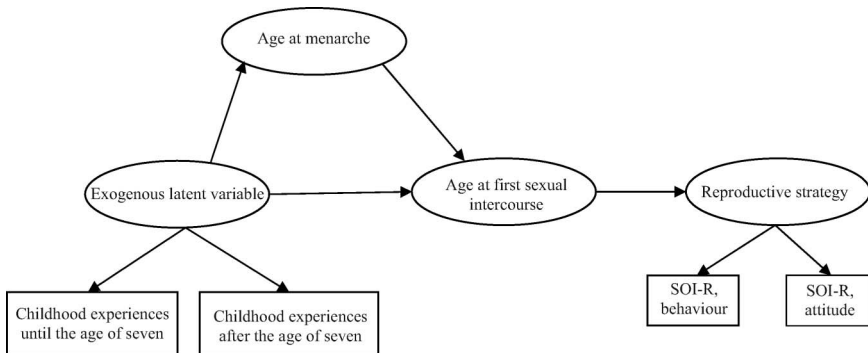 Age at menarche
Exogenous latent variable
Age at first sexual
intercourse
Reproductive strategy
Childhood experiences
until the age of seven
Childhood experiences
after the age of seven
SOI-R,
behaviour
SOI-R,
attitude